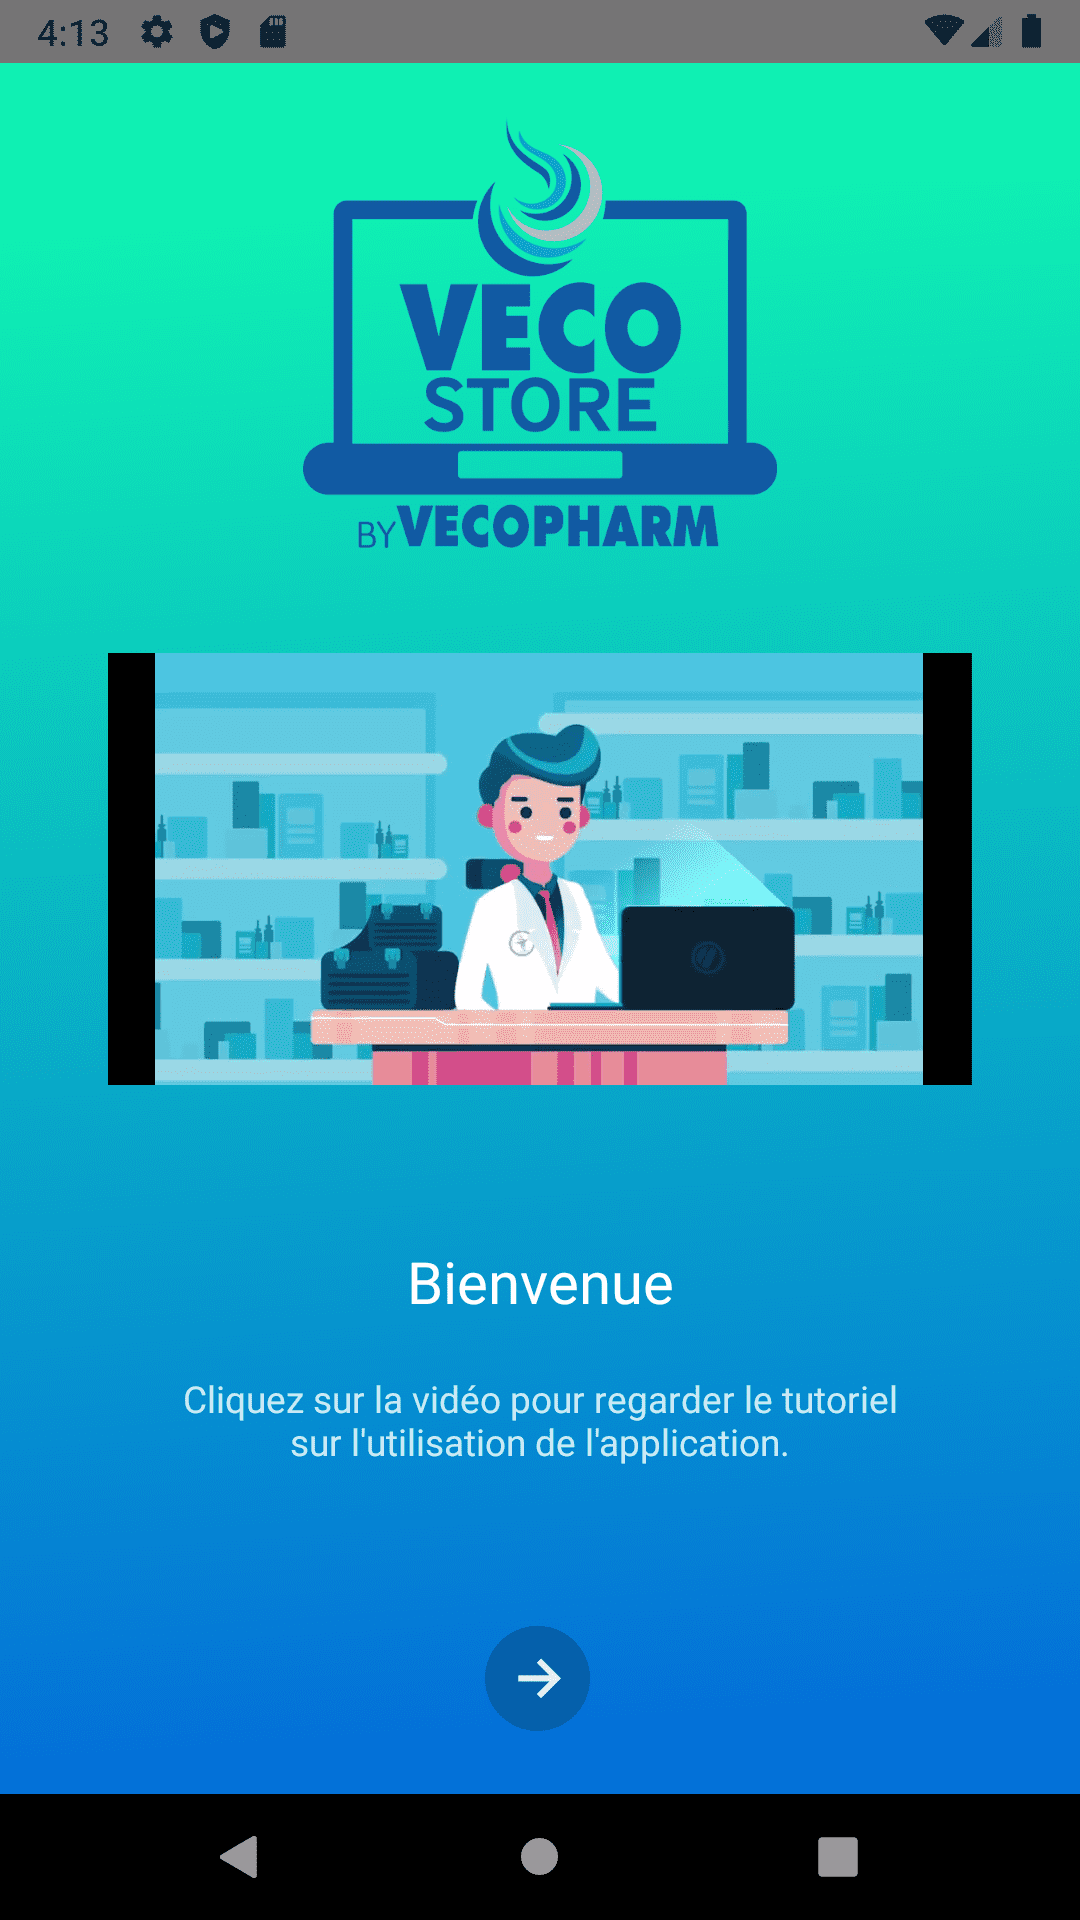 4:13
VECO
STORE
BY VECOPHARM
Bienvenue
Cliquez sur la vidéo pour regarder le tutoriel
sur l'utilisation de l'application.